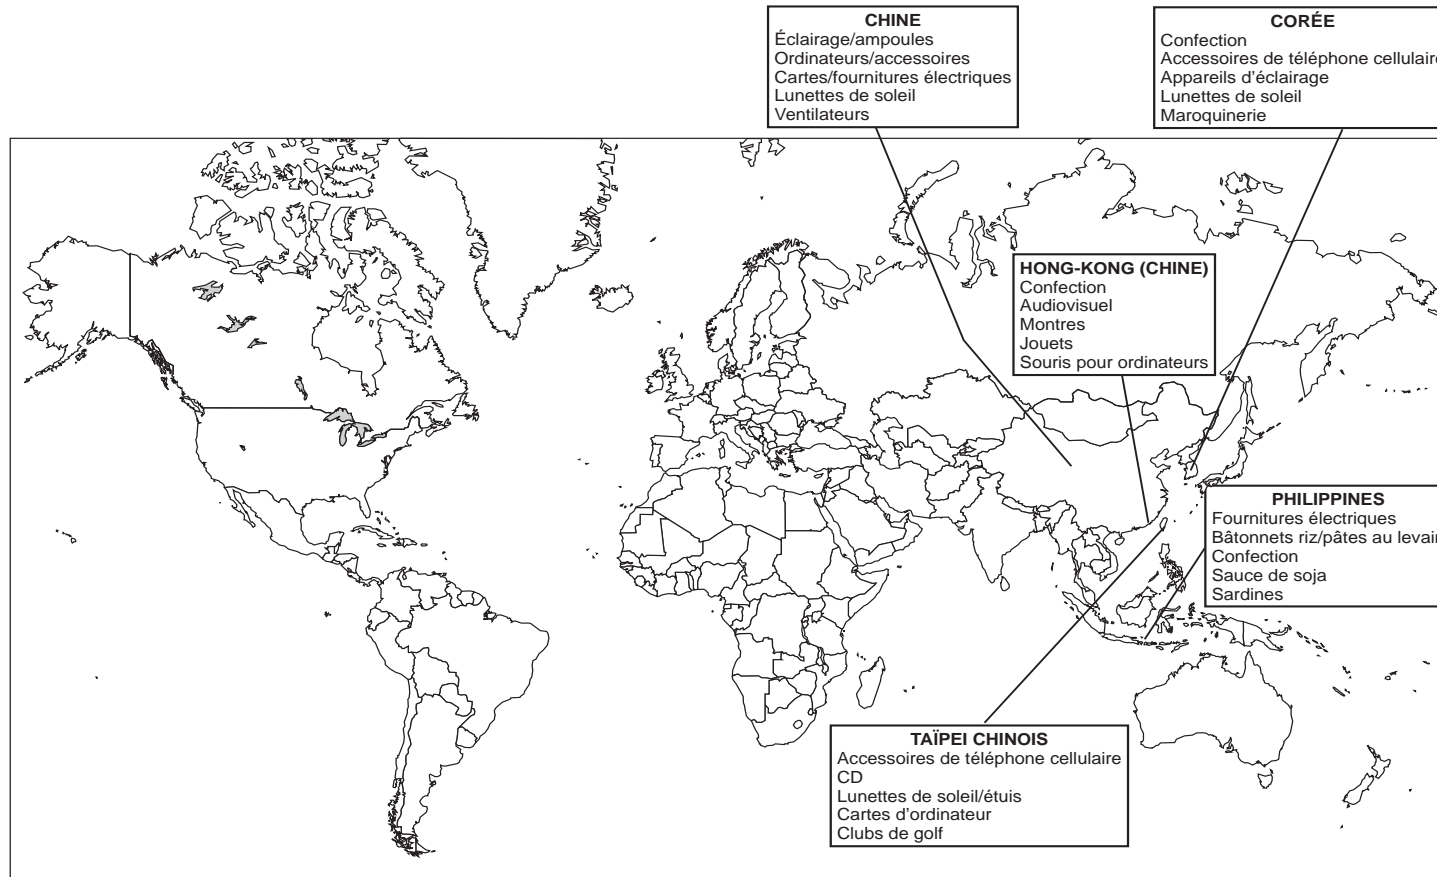 CHINE
Éclairage/ampoules
Ordinateurs/accessoires
Cartes/fournitures électriques
Lunettes de soleil
Ventilateurs
CORÉE
Confection
Accessoires de téléphone cellulaire
Appareils d'éclairage
Lunettes de soleil
Maroquinerie
HONG-KONG (CHINE)
Confection
Audiovisuel
Montres
Jouets
Souris pour ordinateurs
PHILIPPINES
Fournitures électriques
Bâtonnets riz/pâtes au levain
Confection
Sauce de soja
Sardines
TAÏPEI CHINOIS
Accessoires de téléphone cellulaire
CD
Lunettes de soleil/étuis
Cartes d'ordinateur
Clubs de golf